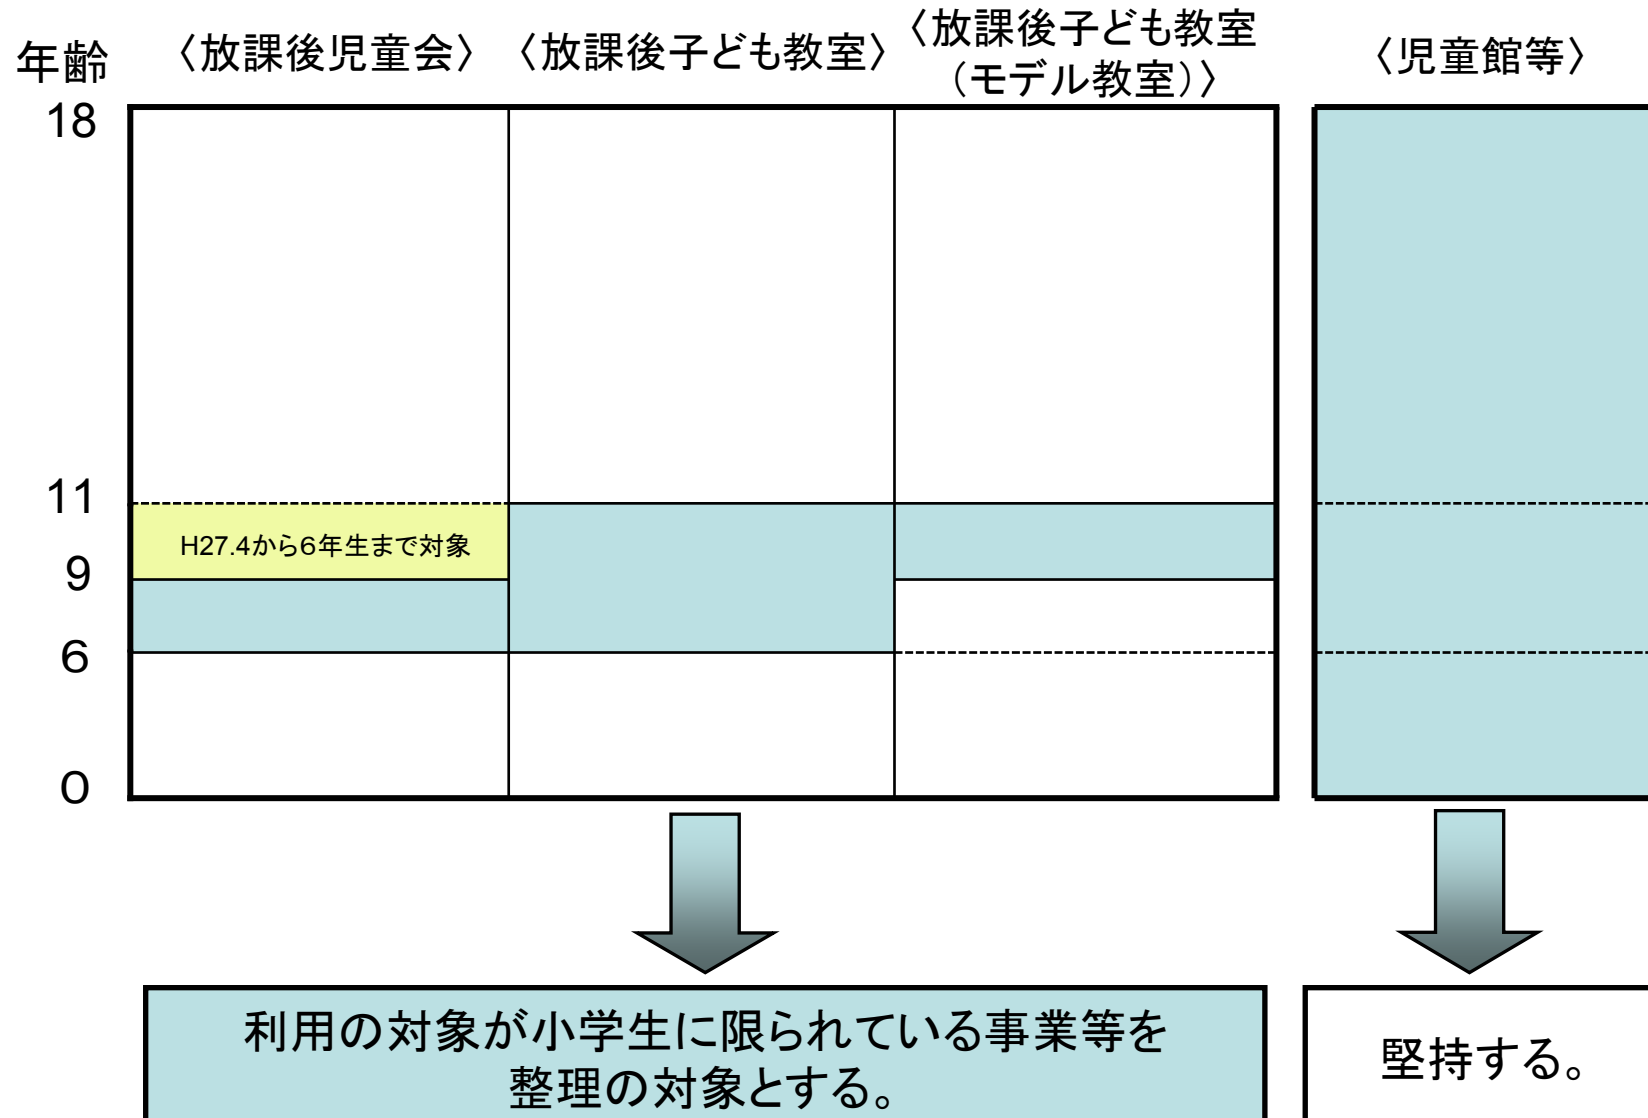 年齢
〈放課後児童会〉
〈放課後子ども教室〉
〈放課後子ども教室
(モデル教室)〉
〈児童館等〉
18
11
H27.4から6年生まで対象
9
6
0
利用の対象が小学生に限られている事業等を
整理の対象とする。
堅持する。